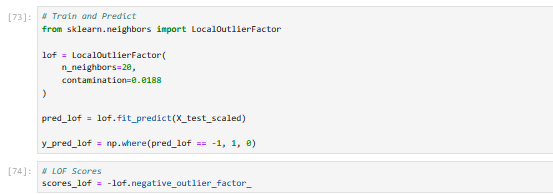 [73]: # Train and Predict
from sklearn.neighbors import LocalOutlierFactor
lof = LocalOutlierFactor(
    n_neighbors=20,
    contamination=0.0188
)
pred_lof = lof.fit_predict(X_test_scaled)
y_pred_lof = np.where(pred_lof == -1, 1, 0)
[74]: # LOF Scores
scores_lof = -lof.negative_outlier_factor_